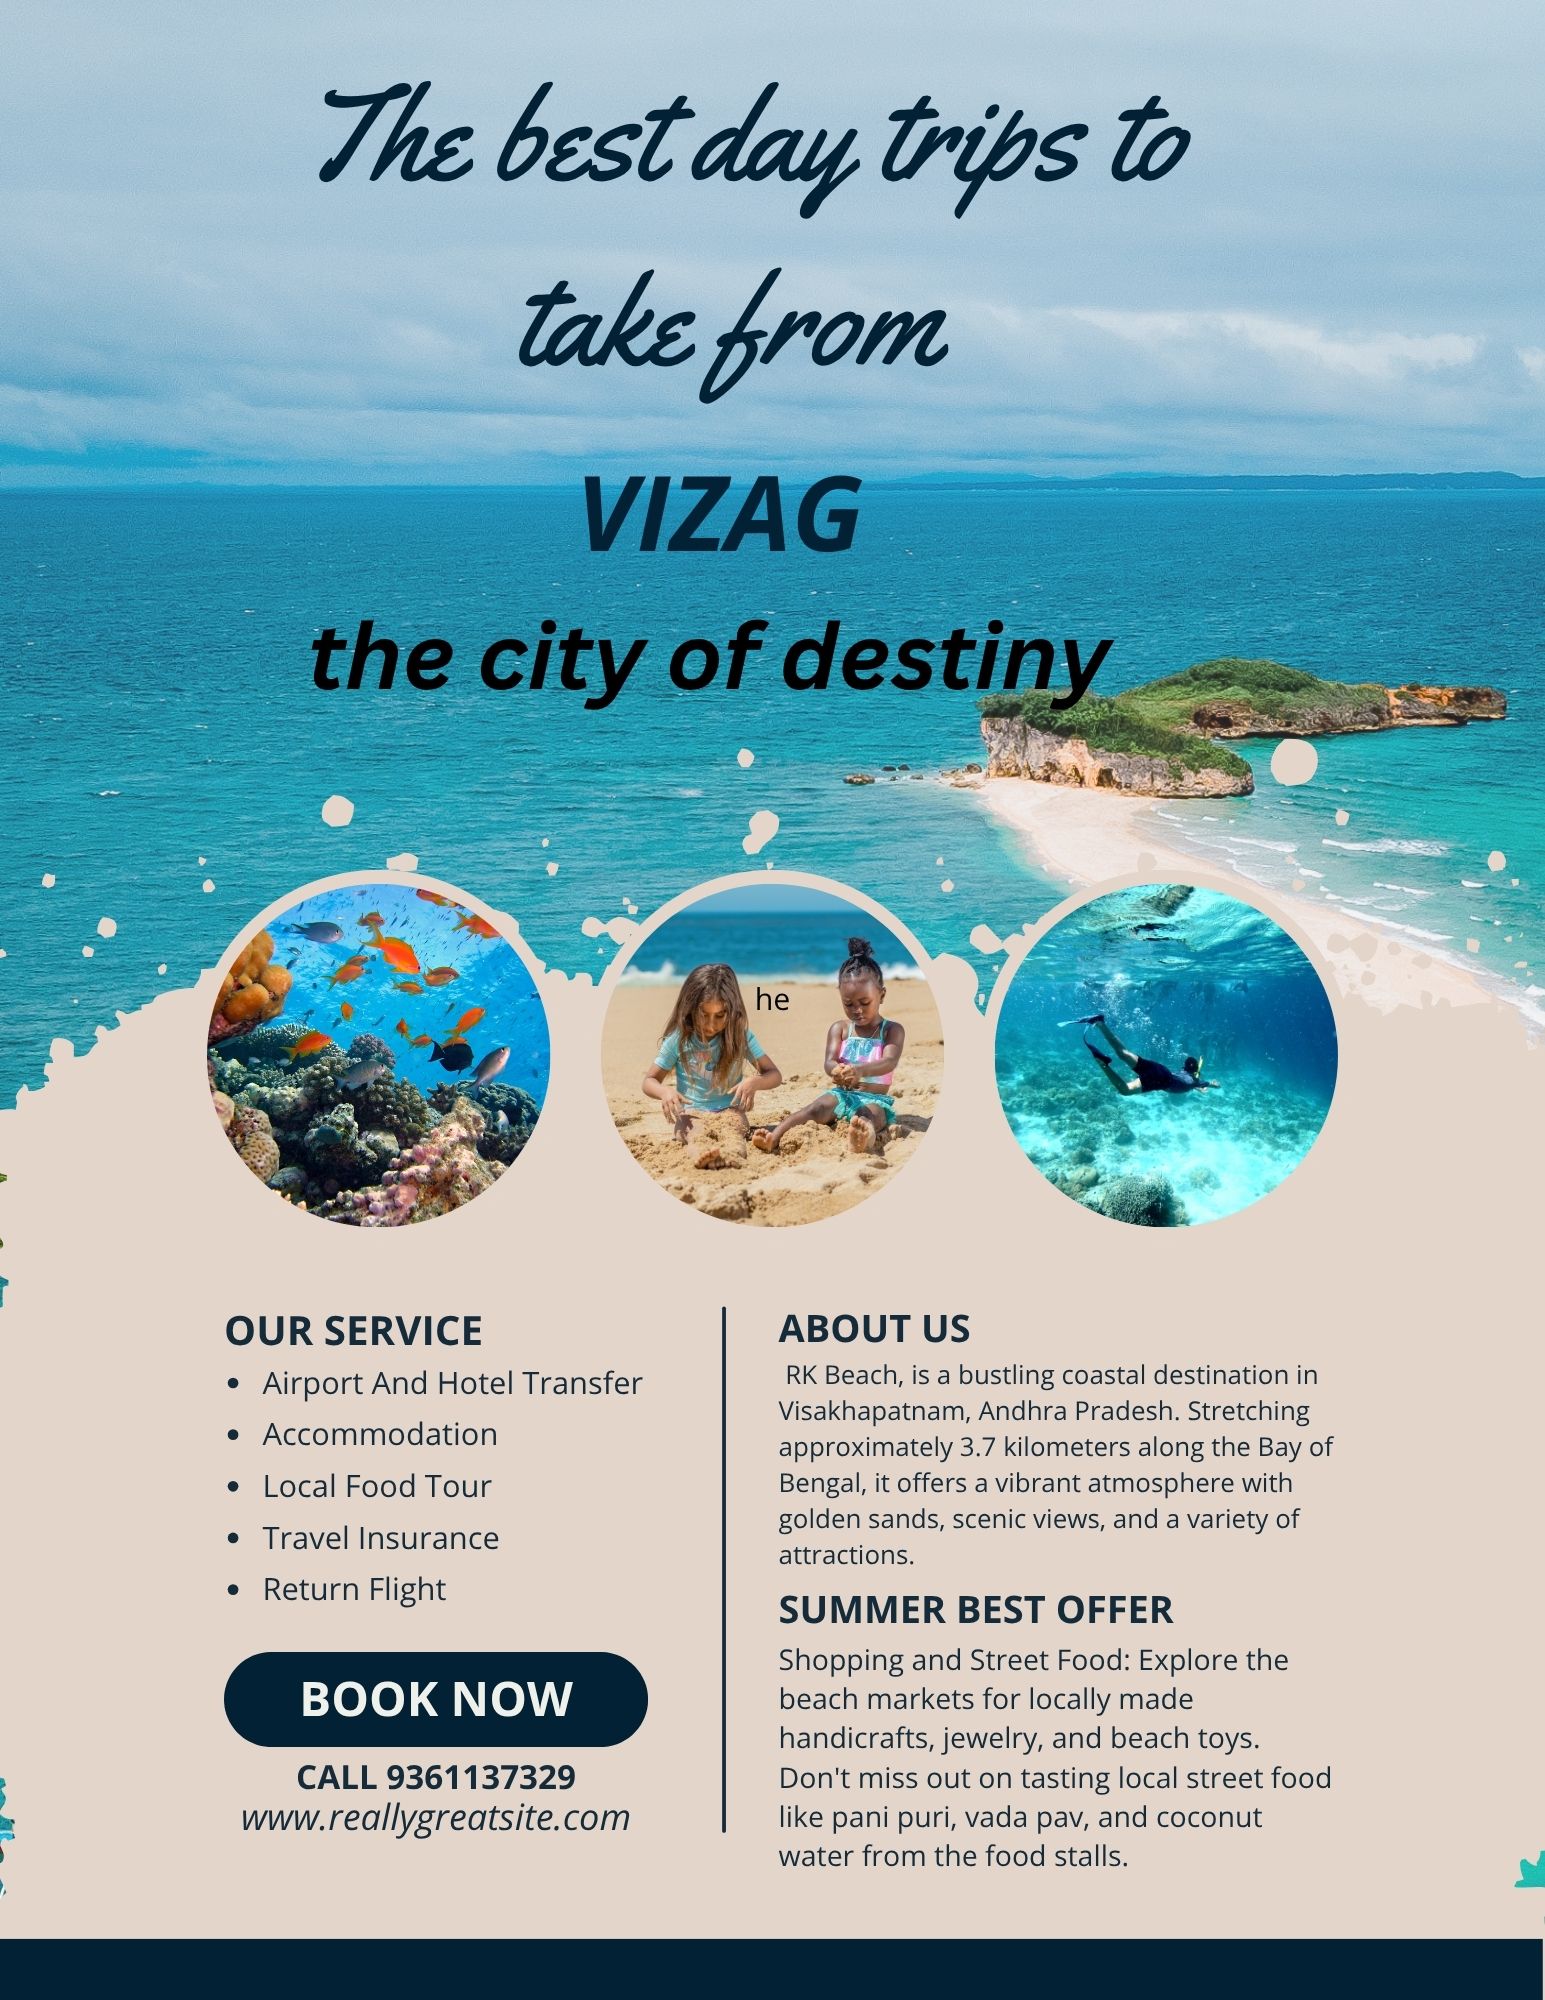 The best day trips to
take from
VIZAG
the city of destiny
he
OUR SERVICE
• Airport And Hotel Transfer
• Accommodation
• Local Food Tour
• Travel Insurance
• Return Flight
BOOK NOW
CALL 9361137329
www.reallygreatsite.com
ABOUT US
RK Beach, is a bustling coastal destination in
Visakhapatnam, Andhra Pradesh. Stretching
approximately 3.7 kilometers along the Bay of
Bengal, it offers a vibrant atmosphere with
golden sands, scenic views, and a variety of
attractions.
SUMMER BEST OFFER
Shopping and Street Food: Explore the
beach markets for locally made
handicrafts, jewelry, and beach toys.
Don't miss out on tasting local street food
like pani puri, vada pav, and coconut
water from the food stalls.